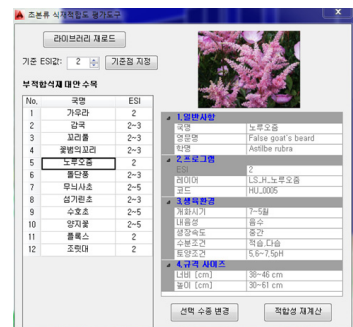 초본류 식재적합도 평가도구
x
라이브러리 재로드
기준 ESI값: 2 기준점 지정
부적합식재 대안 수목
No. 국명 ESI
1 가우라 2
2 감국 2~3
3 꼬리풀 2~3
4 꽃범의꼬리 2~3
5 노루오줌 2
6 돌단풍 2~3
7 무늬사초 2~5
8 섬기린초 2~3
9 수호초 2~5
10 양지꽃 2~5
11 플록스 2
12 조릿대 2
1.일반사항
국명 노루오줌
영문명 False goat's beard
학명 Astilbe rubra
2.프로그램
ESI 2
레이어 LS_H_노루오줌
코드 HU_0005
3.생육환경
개화시기 7~5월
내음성 음수
성장속도 중간
수분조건 적습,다습
토양조건 5,6~7,5pH
4.규격 사이즈
너비 [cm] 38~46 cm
높이 [cm] 30~61 cm
선택 수종 변경
적합성 재계산